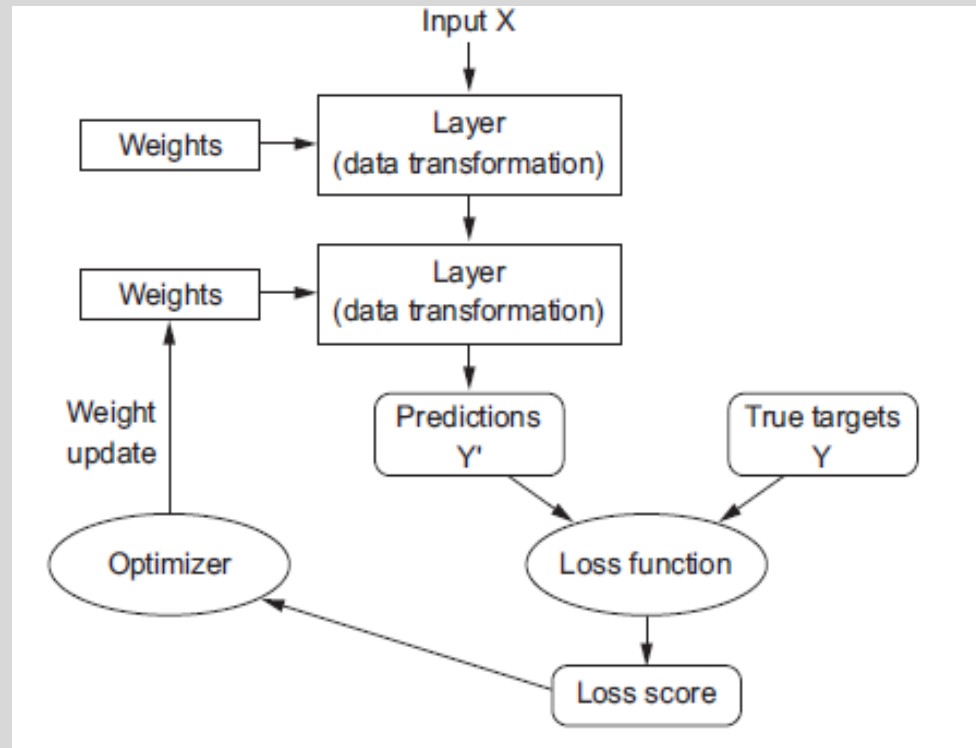 Input X
Weights
Layer
(data transformation)
Weights
Layer
(data transformation)
Weight
update
Predictions
Y'
True targets
Y
Optimizer
Loss function
Loss score